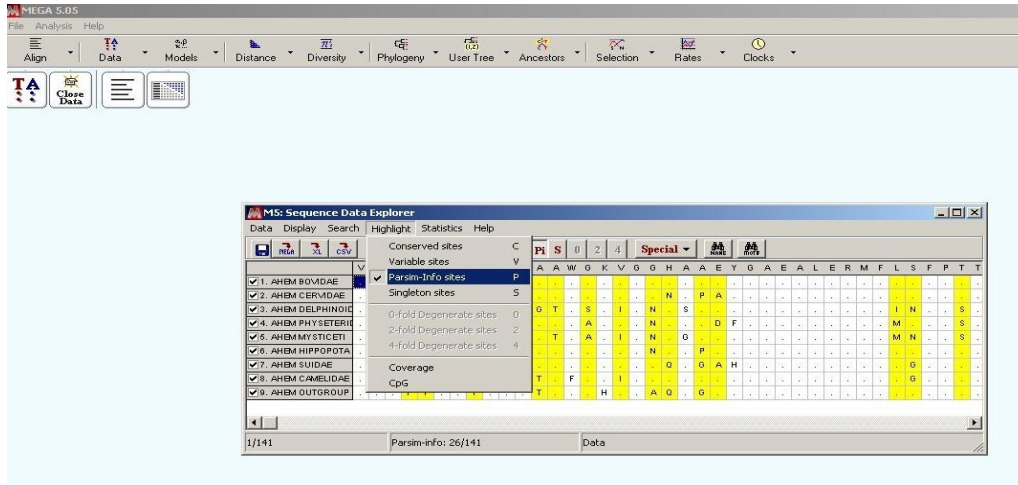 MEGA 5.05
File Analysis Help
Align Data Models Distance Diversity Phylogeny User Tree Ancestors Selection Rates Clocks
TA Close Data
M5: Sequence Data Explorer
Data Display Search Highlight Statistics Help
MEGA XL CSV Pi S 0 2 4 Special NAME MOTIF
Conserved sites C
Variable sites V
Parsim-Info sites P
Singleton sites S
0-fold Degenerate sites 0
2-fold Degenerate sites 2
4-fold Degenerate sites 4
Coverage
CpG
V A A W G K V G G H A A E Y G A E A L E R M F L S F P T T
1. AHEM BOVIDAE
2. AHEM CERVIDAE . . . . . . . . . N . P A
3. AHEM DELPHINOID G T . S . I . N . S . . . . . . . . . . . . I N . . S
4. AHEM PHYSETERID . . . A . . . N . . . D F . . . . . . . . . M . . . S
5. AHEM MYSTICETI . T . A . I . N . G . . . . . . . . . . . . M N . . S
6. AHEM HIPPOPOTA N . . P
7. AHEM SUIDAE Q . G A H . G
8. AHEM CAMELIDAE T . F . . I . G
9. AHEM OUTGROUP T . . . H . . A Q . G
1/141 Parsim-info: 26/141 Data